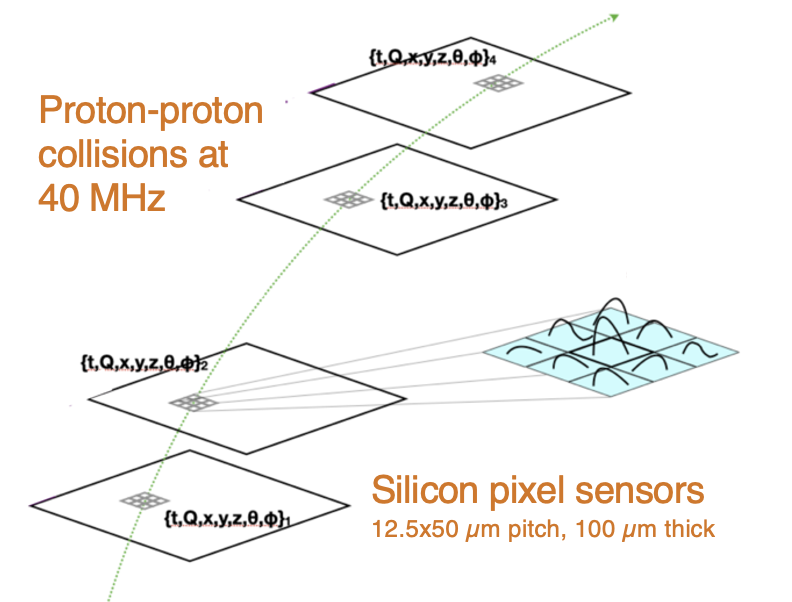 {t,Q,x,y,z,θ,ϕ}4
Proton-proton
collisions at
40 MHz
{t,Q,x,y,z,θ,ϕ}3
{t,Q,x,y,z,θ,ϕ}2
Silicon pixel sensors
{t,Q,x,y,z,θ,ϕ}1
12.5x50 µm pitch, 100 µm thick